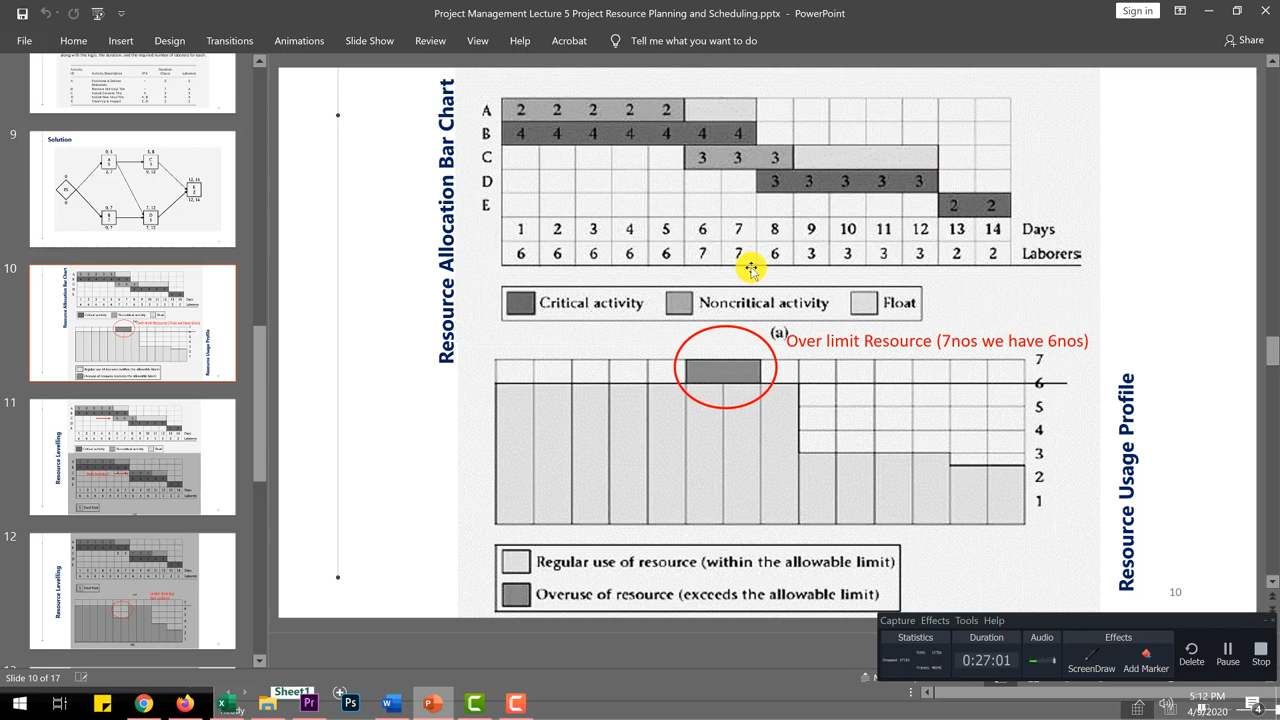 Project Management Lecture 5 Project Resource Planning and Scheduling.pptx - PowerPoint
Sign in
File Home Insert Design Transitions Animations Slide Show Review View Help Acrobat Tell me what you want to do
Share
9
Solution
10
11
Resource Levelling
12
Resource Levelling
Resource Allocation Bar Chart
A 2 2 2 2 2
B 4 4 4 4 4 4 4
C 3 3 3
D 3 3 3 3 3
E 2 2
1 2 3 4 5 6 7 8 9 10 11 12 13 14 Days
6 6 6 6 6 7 7 6 3 3 3 3 2 2 Laborers
Critical activity Noncritical activity Float
(a)
Over limit Resource (7nos we have 6nos)
7
6
5
4
3
2
1
Resource Usage Profile
Regular use of resource (within the allowable limit)
Overuse of resource (exceeds the allowable limit)
10
Capture Effects Tools Help
Statistics Duration Audio Effects
0:27:01
ScreenDraw Add Marker Delete Pause Stop
Slide 10 of 17
Sheet1
Ready
5:12 PM